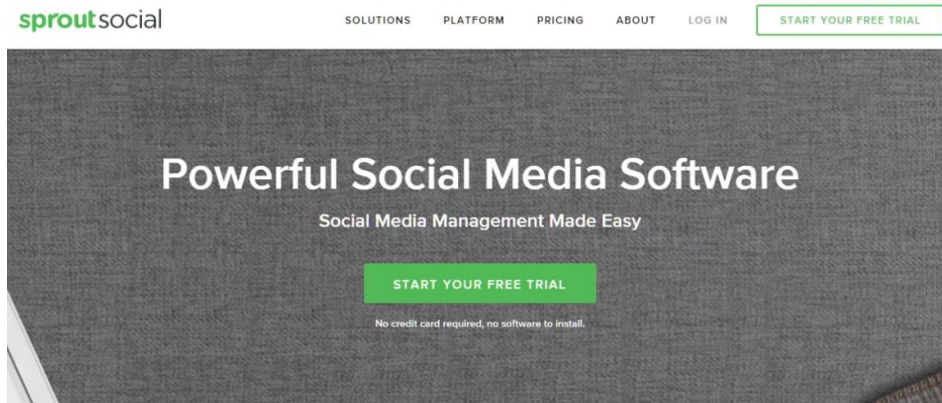 sproutsocial
SOLUTIONS PLATFORM PRICING ABOUT LOG IN START YOUR FREE TRIAL
Powerful Social Media Software
Social Media Management Made Easy
START YOUR FREE TRIAL
No credit card required, no software to install.